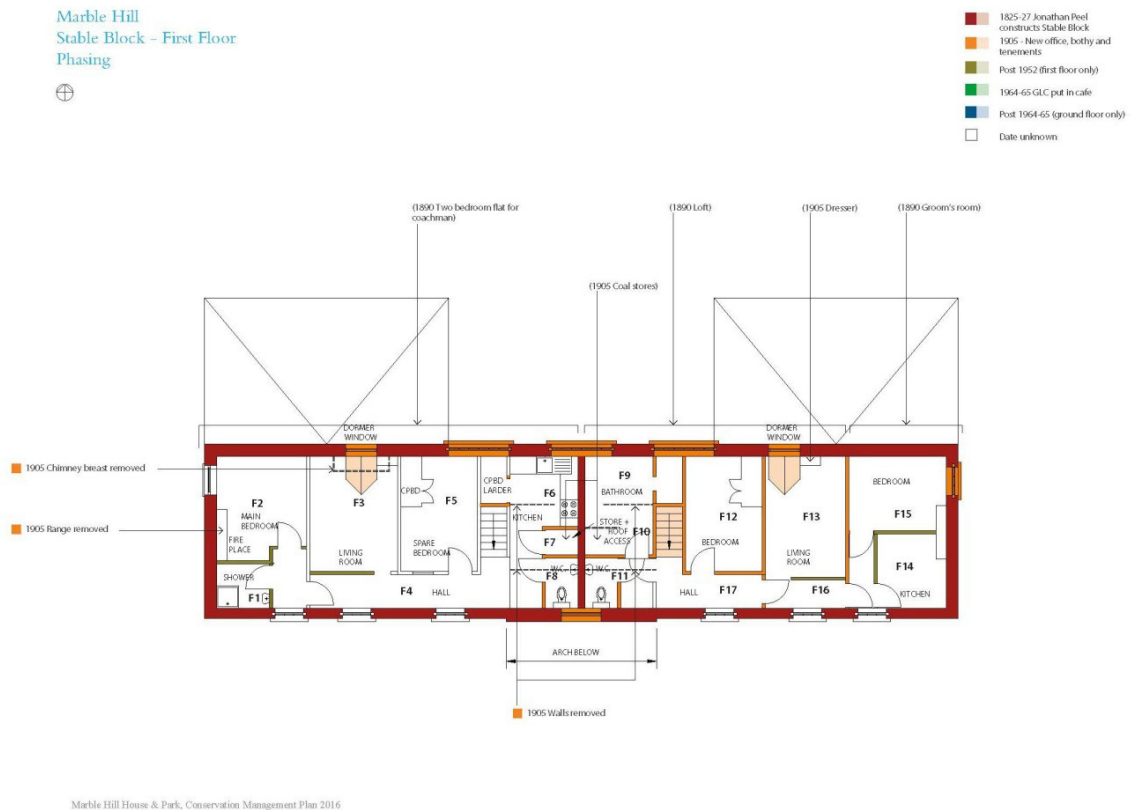 Marble Hill
Stable Block - First Floor
Phasing
1825-27 Jonathan Peel
constructs Stable Block
1905 - New office, bothy and
tenements
Post 1952 (first floor only)
1964-65 GLC put in cafe
Post 1964-65 (ground floor only)
Date unknown
(1890 Two bedroom flat for
coachman)
(1890 Loft)
(1905 Dresser)
(1890 Groom's room)
(1905 Coal stores)
DORMER
WINDOW
DORMER
WINDOW
1905 Chimney breast removed
1905 Range removed
F2
MAIN
BEDROOM
FIRE
PLACE
SHOWER
F1
F3
LIVING
ROOM
CPBD
F5
SPARE
BEDROOM
F4
HALL
CPBD
LARDER
F6
KITCHEN
F7
F8
W.C.
F9
BATHROOM
STORE +
ROOF
ACCESS
F10
W.C.
F11
F12
BEDROOM
HALL
F17
F13
LIVING
ROOM
F16
BEDROOM
F15
F14
KITCHEN
ARCH BELOW
1905 Walls removed
Marble Hill House & Park, Conservation Management Plan 2016